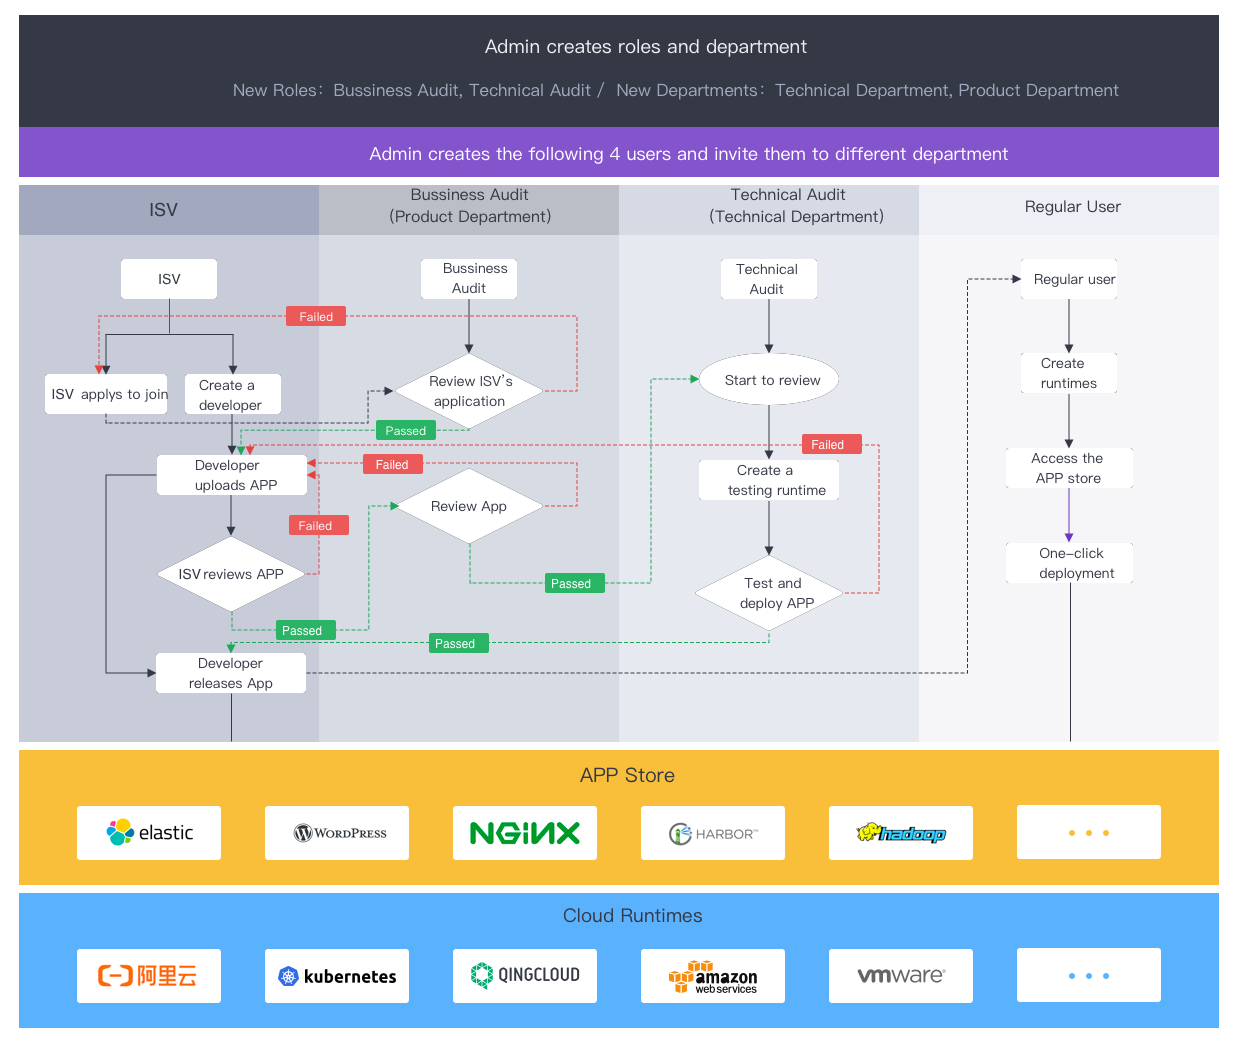 Admin creates roles and department
New Roles: Bussiness Audit, Technical Audit / New Departments: Technical Department, Product Department
Admin creates the following 4 users and invite them to different department
ISV
Bussiness Audit
(Product Department)
Technical Audit
(Technical Department)
Regular User
ISV
Bussiness
Audit
Technical
Audit
Regular user
Failed
ISV applys to join
Create a
developer
Review ISV's
application
Start to review
Create
runtimes
Passed
Failed
Developer
uploads APP
Failed
Create a
testing runtime
Access the
APP store
Review App
Failed
ISV reviews APP
Passed
Test and
deploy APP
One-click
deployment
Passed
Passed
Developer
releases App
APP Store
elastic
WORDPRESS
NGINX
HARBOR™
hadoop
Cloud Runtimes
阿里云
kubernetes
QINGCLOUD
amazon
webservices
vmware®